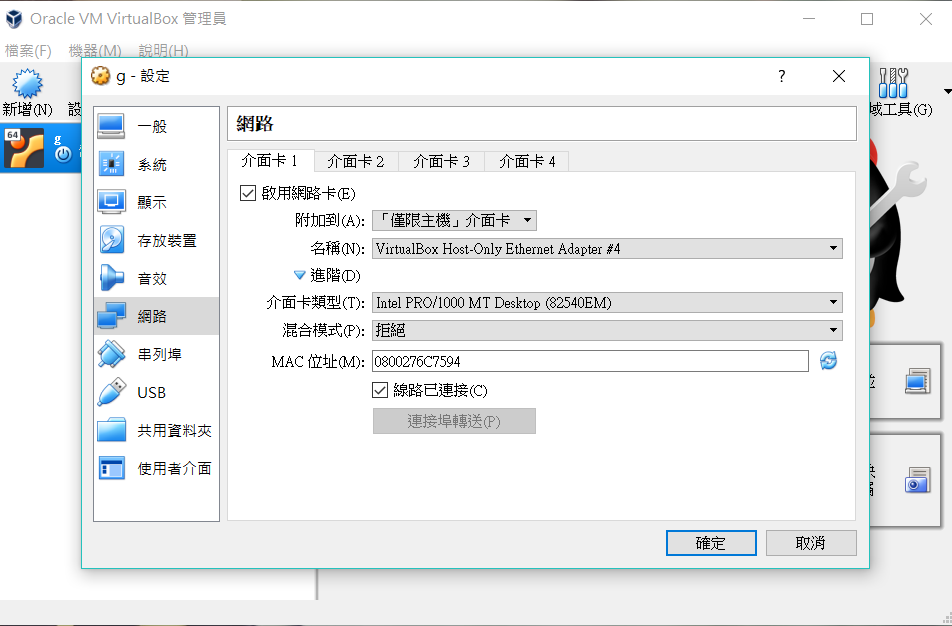 Oracle VM VirtualBox 管理員
檔案(F) 機器(M) 說明(H)
新增(N) 設
域工具(G)
64 g
g - 設定
?
一般
系統
顯示
存放裝置
音效
網路
串列埠
USB
共用資料夾
使用者介面
網路
介面卡 1 介面卡 2 介面卡 3 介面卡 4
啟用網路卡(E)
附加到(A): 「僅限主機」介面卡
名稱(N): VirtualBox Host-Only Ethernet Adapter #4
進階(D)
介面卡類型(T): Intel PRO/1000 MT Desktop (82540EM)
混合模式(P): 拒絕
MAC 位址(M): 0800276C7594
線路已連接(C)
連接埠轉送(P)
確定 取消